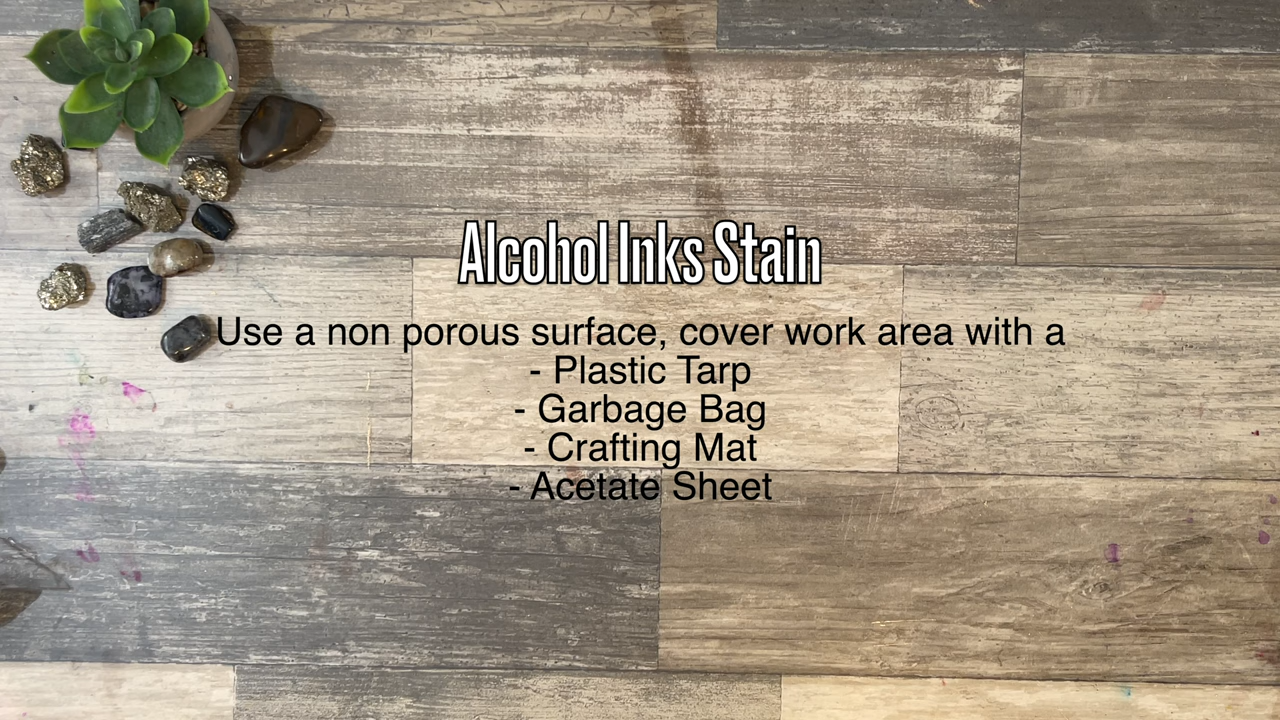 Alcohol Inks Stain
Use a non porous surface, cover work area with a
- Plastic Tarp
- Garbage Bag
- Crafting Mat
- Acetate Sheet